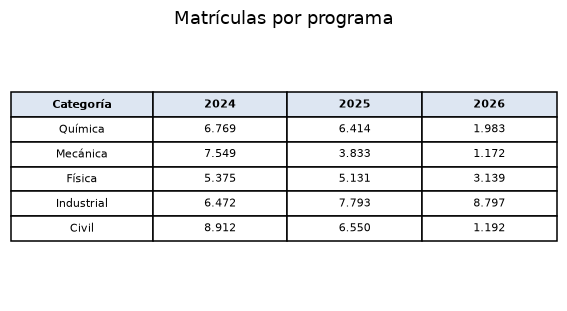 Matrículas por programa
Categoría 2024 2025 2026
Química 6.769 6.414 1.983
Mecánica 7.549 3.833 1.172
Física 5.375 5.131 3.139
Industrial 6.472 7.793 8.797
Civil 8.912 6.550 1.192